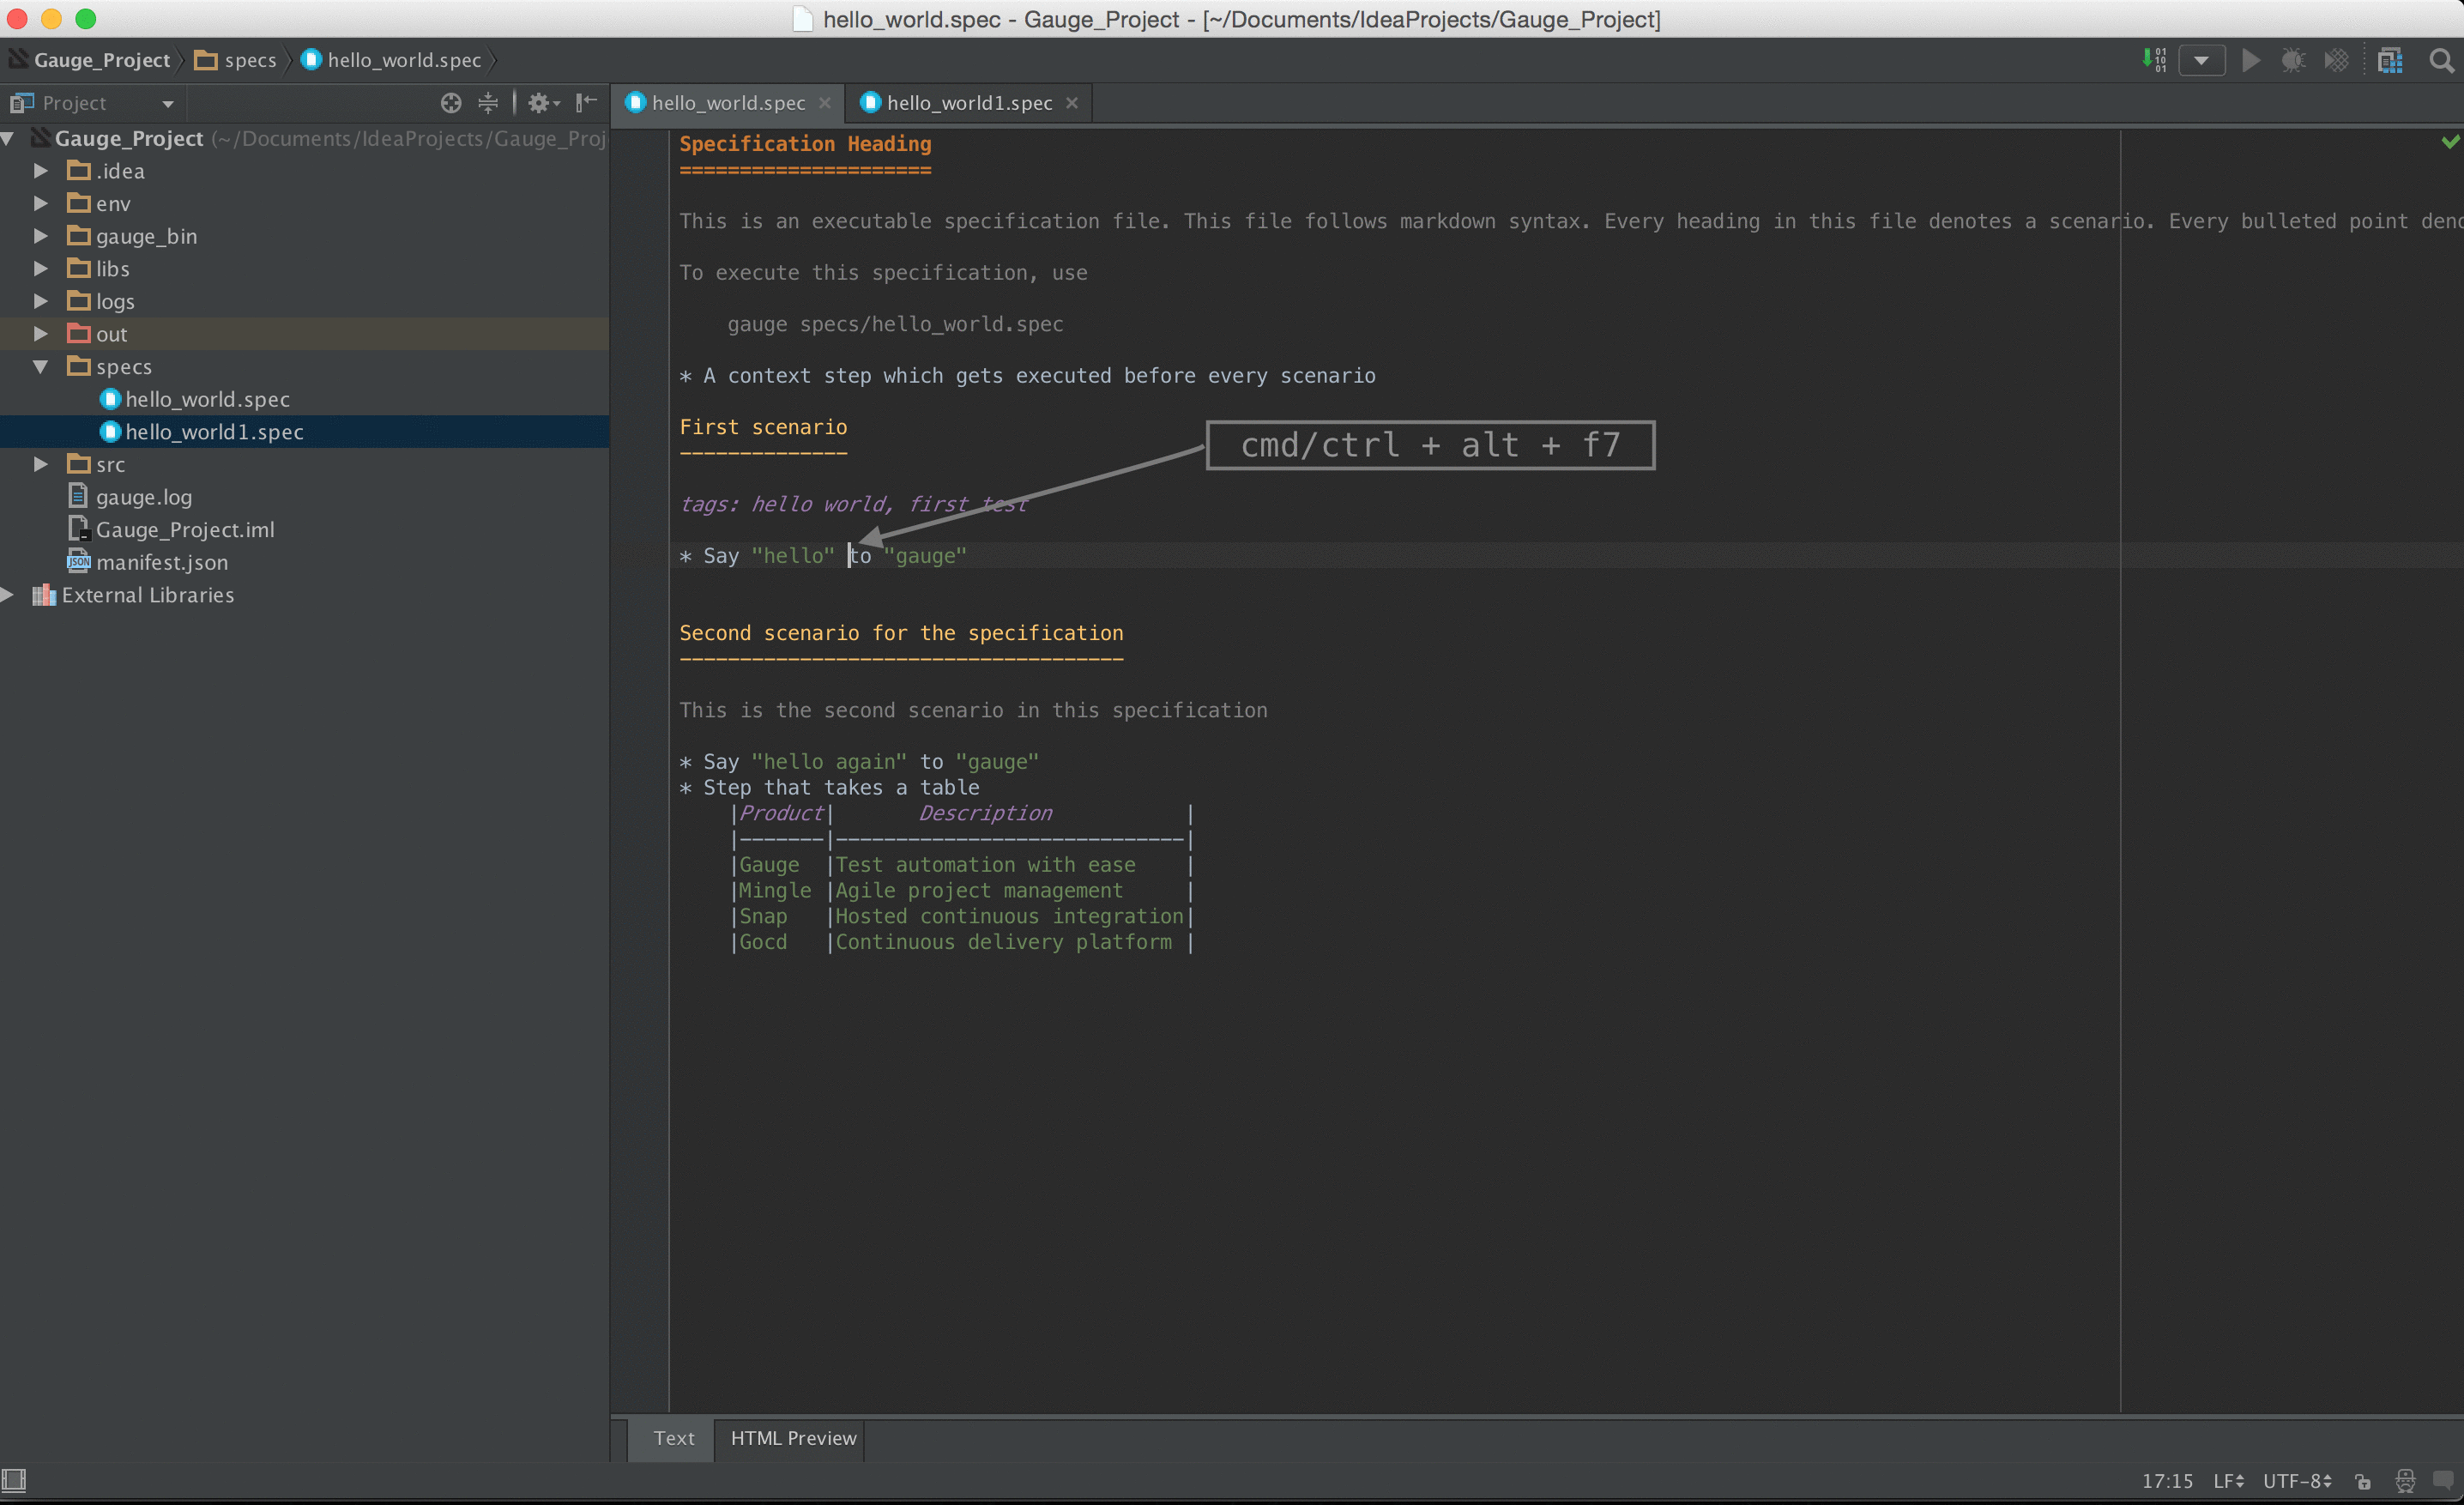 hello_world.spec - Gauge_Project - [~/Documents/IdeaProjects/Gauge_Project]
Gauge_Project specs hello_world.spec
Project
hello_world.spec hello_world1.spec
Gauge_Project (~/Documents/IdeaProjects/Gauge_Proj
.idea
env
gauge_bin
libs
logs
out
specs
hello_world.spec
hello_world1.spec
src
gauge.log
Gauge_Project.iml
manifest.json
External Libraries
Specification Heading
=====================
This is an executable specification file. This file follows markdown syntax. Every heading in this file denotes a scenario. Every bulleted point deno
To execute this specification, use
gauge specs/hello_world.spec
* A context step which gets executed before every scenario
First scenario
--------------
cmd/ctrl + alt + f7
tags: hello world, first test
* Say "hello" to "gauge"
Second scenario for the specification
-------------------------------------
This is the second scenario in this specification
* Say "hello again" to "gauge"
* Step that takes a table
|Product|       Description           |
|-------|-----------------------------|
|Gauge  |Test automation with ease    |
|Mingle |Agile project management     |
|Snap   |Hosted continuous integration|
|Gocd   |Continuous delivery platform |
Text HTML Preview
17:15 LF UTF-8